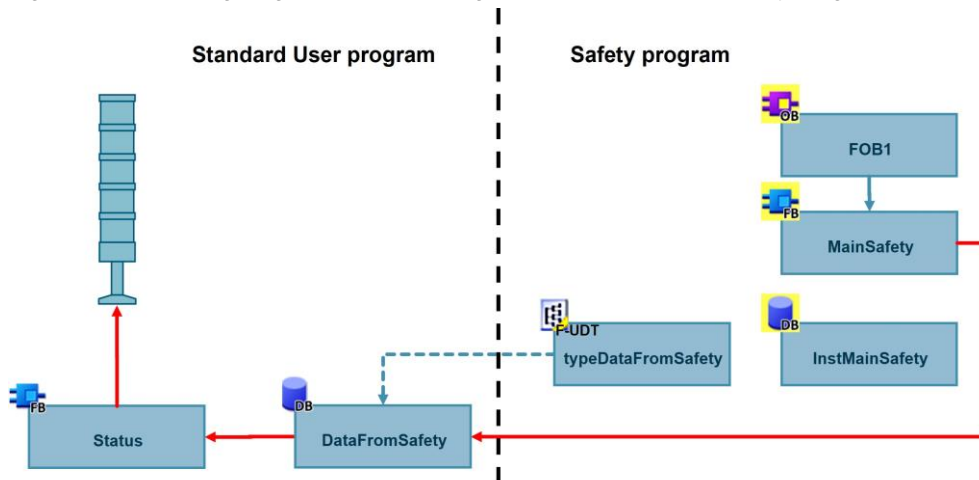 Standard User program
Safety program
OB
FOB1
FB
MainSafety
F-UDT
typeDataFromSafety
DB
InstMainSafety
FB
Status
DB
DataFromSafety